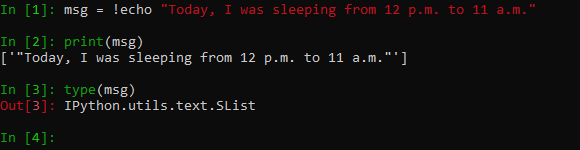 In [1]: msg = !echo "Today, I was sleeping from 12 p.m. to 11 a.m."
In [2]: print(msg)
['"Today, I was sleeping from 12 p.m. to 11 a.m."']
In [3]: type(msg)
Out[3]: IPython.utils.text.SList
In [4]: